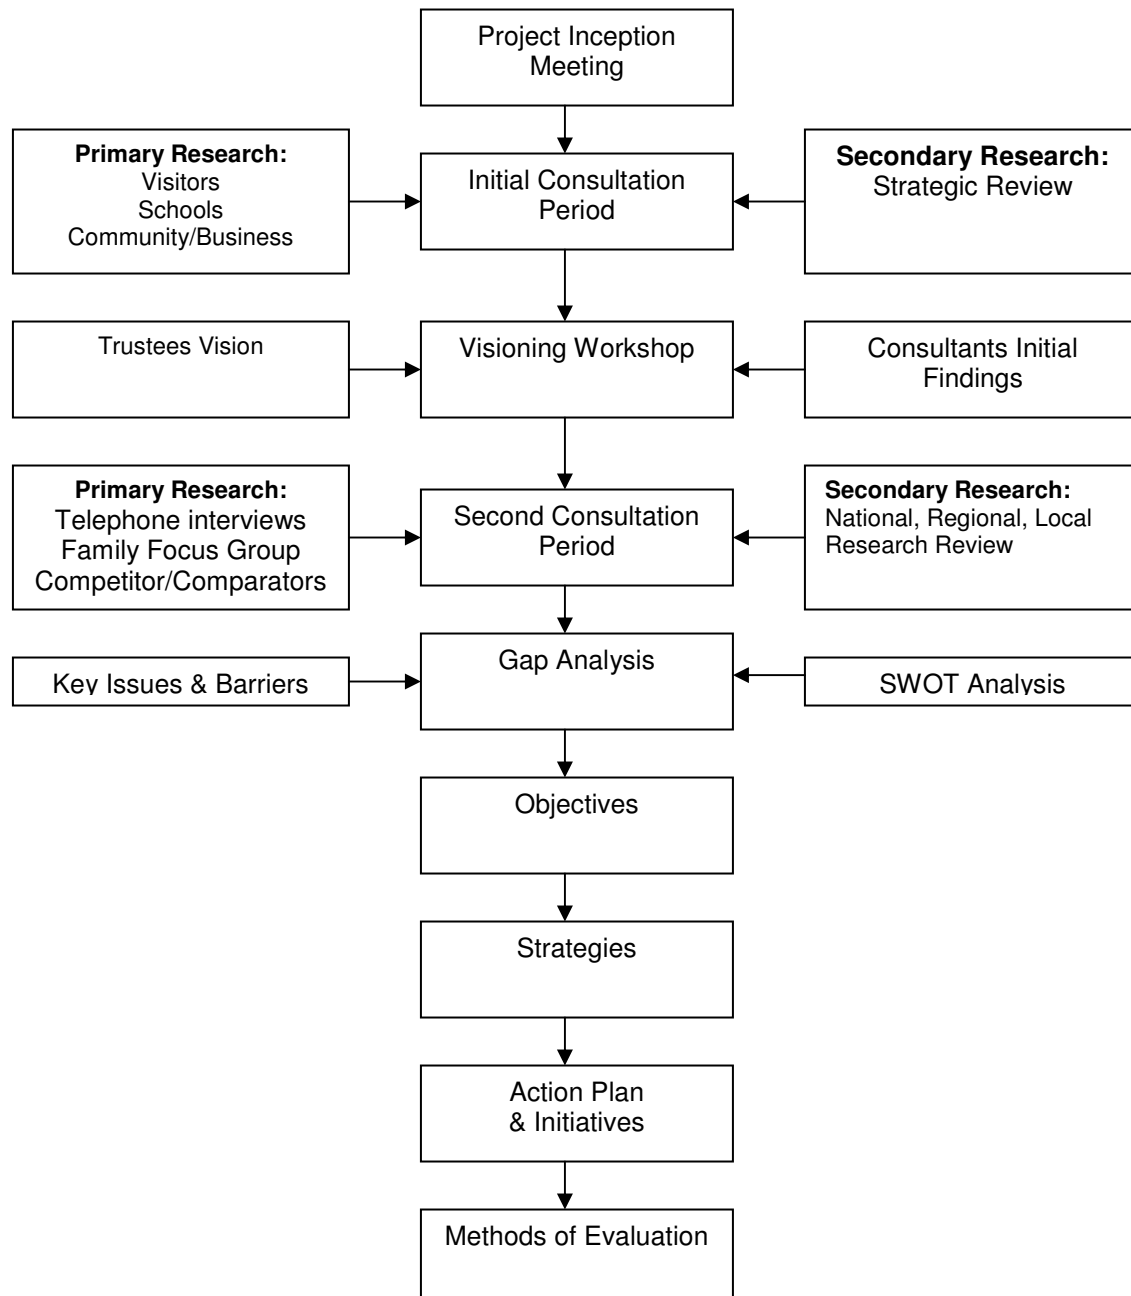 Project Inception
Meeting
Primary Research:
Visitors
Schools
Community/Business
Initial Consultation
Period
Secondary Research:
Strategic Review
Trustees Vision
Visioning Workshop
Consultants Initial
Findings
Primary Research:
Telephone interviews
Family Focus Group
Competitor/Comparators
Second Consultation
Period
Secondary Research:
National, Regional, Local
Research Review
Key Issues & Barriers
Gap Analysis
SWOT Analysis
Objectives
Strategies
Action Plan
& Initiatives
Methods of Evaluation